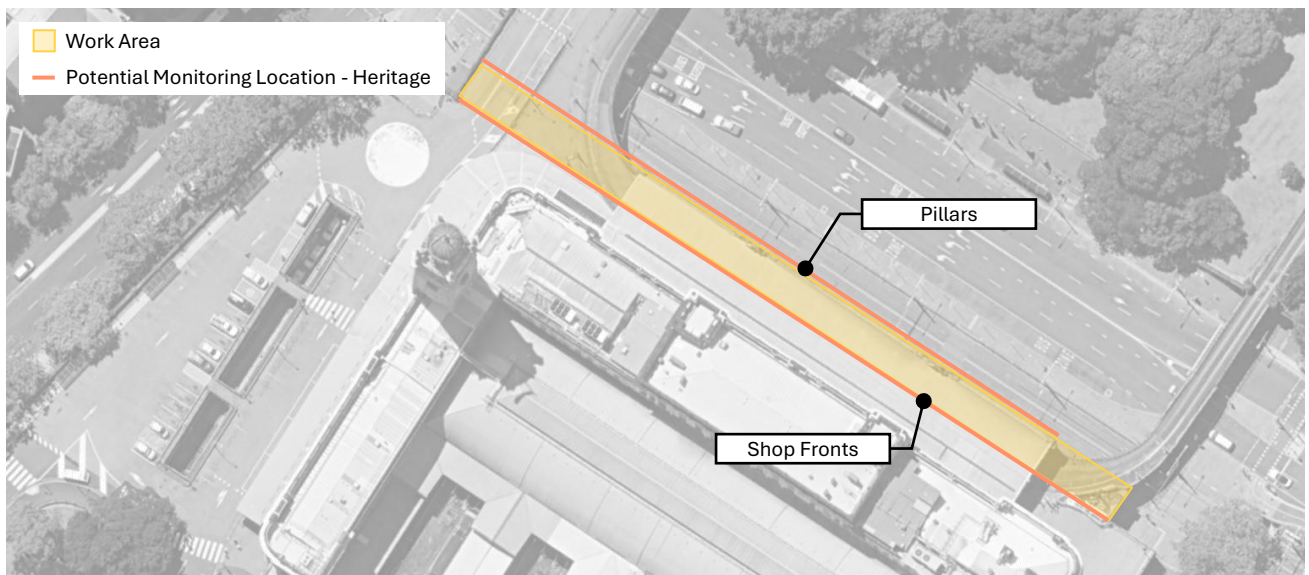 Work Area
Potential Monitoring Location - Heritage
Pillars
Shop Fronts